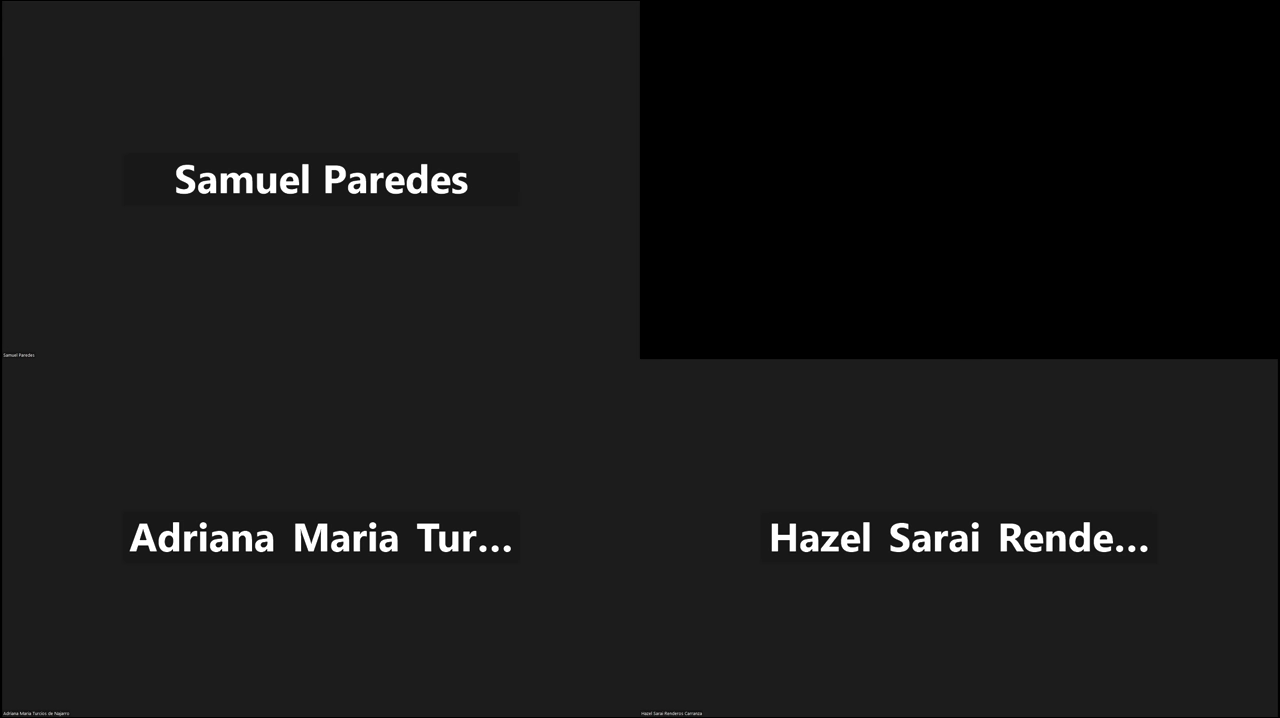 Samuel Paredes
Samuel Paredes
Adriana Maria Tur...
Hazel Sarai Rende...
Adriana Maria Turcios de Najarro
Hazel Sarai Renderos Carranza